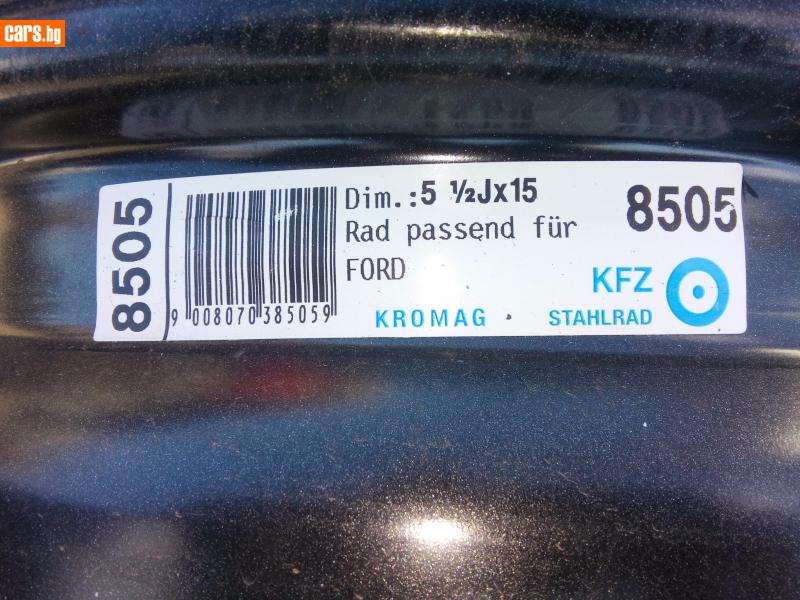 cars.bg
8505
Dim.:5 ½Jx15
Rad passend für
FORD
8505
KFZ
KROMAG . STAHLRAD
9 008070 385059